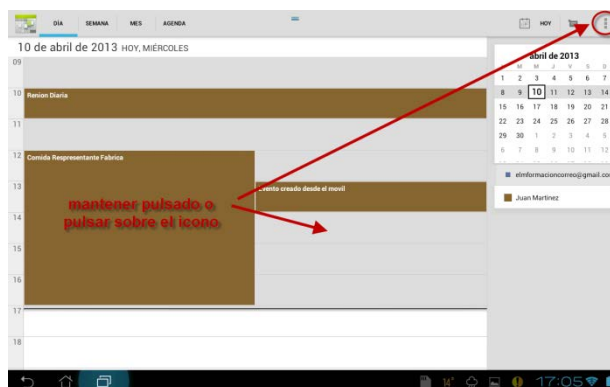 DÍA SEMANA MES AGENDA HOY
10 de abril de 2013 HOY, MIÉRCOLES
abril de 2013
M M J V S D
1 2 3 4 5 6 7
8 9 10 11 12 13 14
15 16 17 18 19 20 21
22 23 24 25 26 27 28
29 30 1 2 3 4 5
6 7 8 9 10 11 12
elmformacioncorreo@gmail.co
Juan Martinez
09
10 Renion Diaria
11
12 Comida Respresentante Fabrica
13 Evento creado desde el movil
mantener pulsado o
pulsar sobre el icono
14
15
16
17
18
14° 17:05